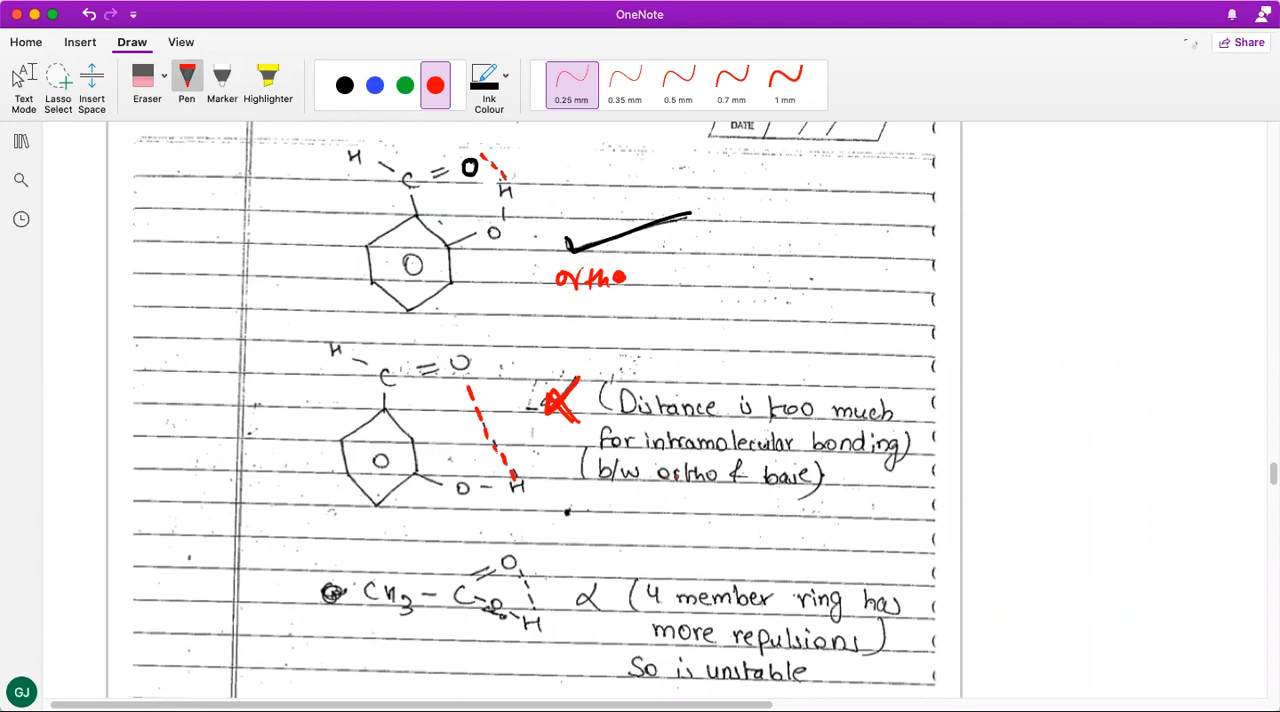 OneNote
Home Insert Draw View
Share
Text Mode
Lasso Select
Insert Space
Eraser
Pen
Marker
Highlighter
Ink Colour
0.25 mm
0.35 mm
0.5 mm
0.7 mm
1 mm
DATE
H
C = O
H
O
O
ortho
H
C = O
(Distance is too much
for intramolecular bonding)
O
O - H
(b/w ortho &
O
CH3 - C
O
H
(4 member ring has
more repulsions)
So is unstable
GJ